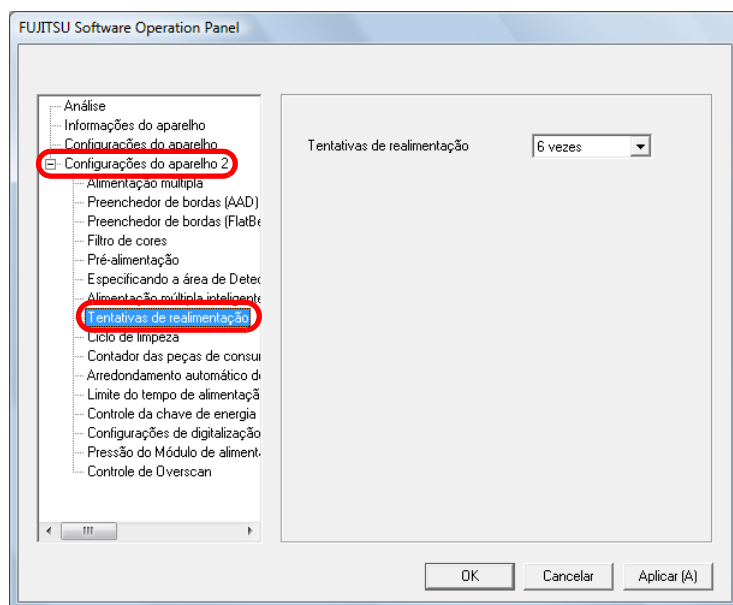 FUJITSU Software Operation Panel
Análise
Informações do aparelho
Configurações do aparelho
Configurações do aparelho 2
Alimentação múltipla
Preenchedor de bordas (AAD)
Preenchedor de bordas (FlatBe
Filtro de cores
Pré-alimentação
Especificando a área de Detec
Alimentação múltipla inteligente
Tentativas de realimentação
Ciclo de limpeza
Contador das peças de consu
Arredondamento automático d
Limite do tempo de alimentaçã
Controle da chave de energia
Configurações de digitalização
Pressão do Módulo de aliment
Controle de Overscan
Tentativas de realimentação
6 vezes
OK
Cancelar
Aplicar (A)